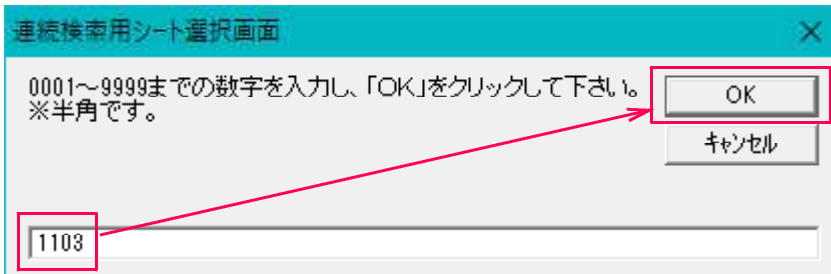 連続検索用シート選択画面
0001～9999までの数字を入力し、「OK」をクリックして下さい。
※半角です。
OK
キャンセル
1103